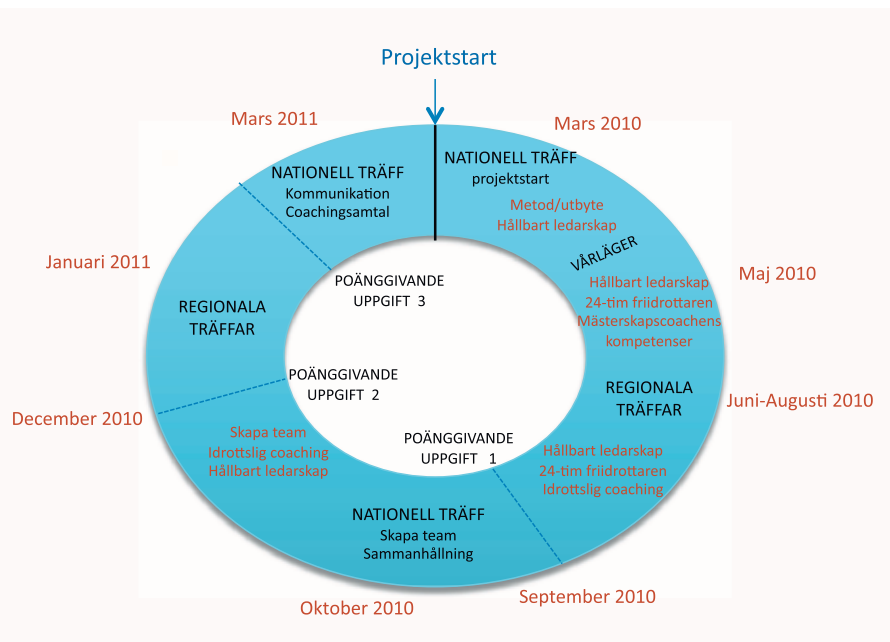 Projektstart
Mars 2010
NATIONELL TRÄFF
projektstart
Metod/utbyte
Hållbart ledarskap
VÅRLÄGER
Maj 2010
Hållbart ledarskap
24-tim friidrottaren
Mästerskapscoachens
kompetenser
REGIONALA
TRÄFFAR
Juni-Augusti 2010
Hållbart ledarskap
24-tim friidrottaren
Idrottslig coaching
September 2010
POÄNGGIVANDE
UPPGIFT 1
NATIONELL TRÄFF
Skapa team
Sammanhållning
Oktober 2010
Skapa team
Idrottslig coaching
Hållbart ledarskap
December 2010
POÄNGGIVANDE
UPPGIFT 2
REGIONALA
TRÄFFAR
Januari 2011
POÄNGGIVANDE
UPPGIFT 3
NATIONELL TRÄFF
Kommunikation
Coachingsamtal
Mars 2011